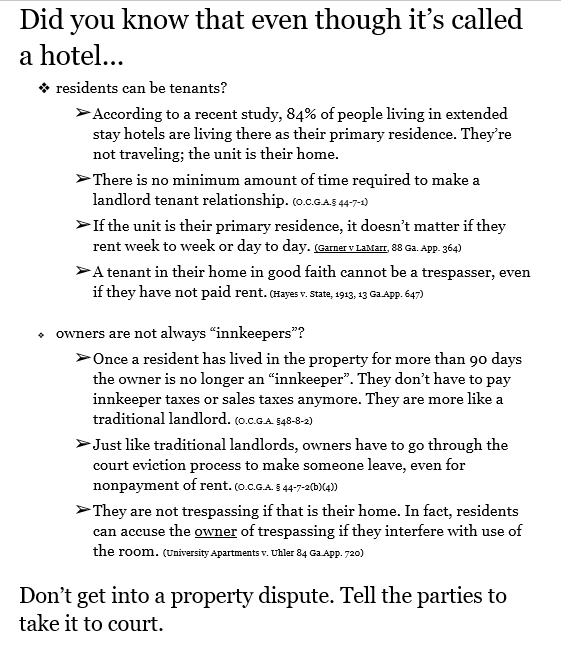 Did you know that even though it’s called
a hotel...
❖ residents can be tenants?
➢ According to a recent study, 84% of people living in extended
stay hotels are living there as their primary residence. They’re
not traveling; the unit is their home.
➢ There is no minimum amount of time required to make a
landlord tenant relationship. (O.C.G.A.§ 44-7-1)
➢ If the unit is their primary residence, it doesn’t matter if they
rent week to week or day to day. (Garner v LaMarr, 88 Ga. App. 364)
➢ A tenant in their home in good faith cannot be a trespasser, even
if they have not paid rent. (Hayes v. State, 1913, 13 Ga.App. 647)
❖ owners are not always “innkeepers”?
➢ Once a resident has lived in the property for more than 90 days
the owner is no longer an “innkeeper”. They don’t have to pay
innkeeper taxes or sales taxes anymore. They are more like a
traditional landlord. (O.C.G.A. §48-8-2)
➢ Just like traditional landlords, owners have to go through the
court eviction process to make someone leave, even for
nonpayment of rent. (O.C.G.A. § 44-7-2(b)(4))
➢ They are not trespassing if that is their home. In fact, residents
can accuse the owner of trespassing if they interfere with use of
the room. (University Apartments v. Uhler 84 Ga.App. 720)
Don’t get into a property dispute. Tell the parties to
take it to court.